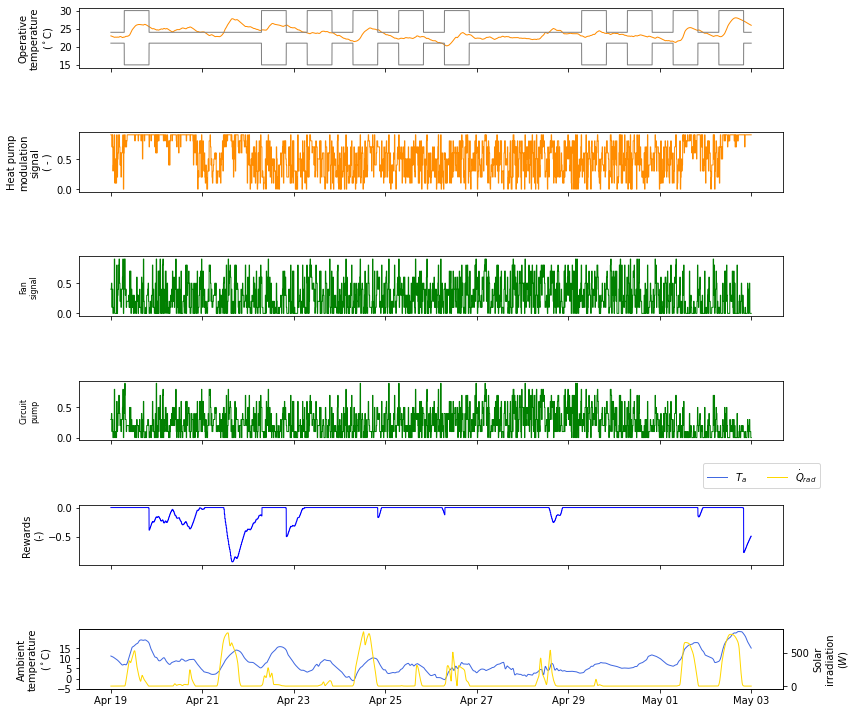 Operative
temperature
(°C)
30
25
20
15
Heat pump
modulation
signal
( - )
0.5
0.0
Fan
signal
0.5
0.0
Circuit
pump
0.5
0.0
T_a
Q̇_rad
Rewards
(-)
0.0
−0.5
Ambient
temperature
(°C)
15
10
5
0
−5
500
0
Solar
irradiation
(W)
Apr 19 Apr 21 Apr 23 Apr 25 Apr 27 Apr 29 May 01 May 03